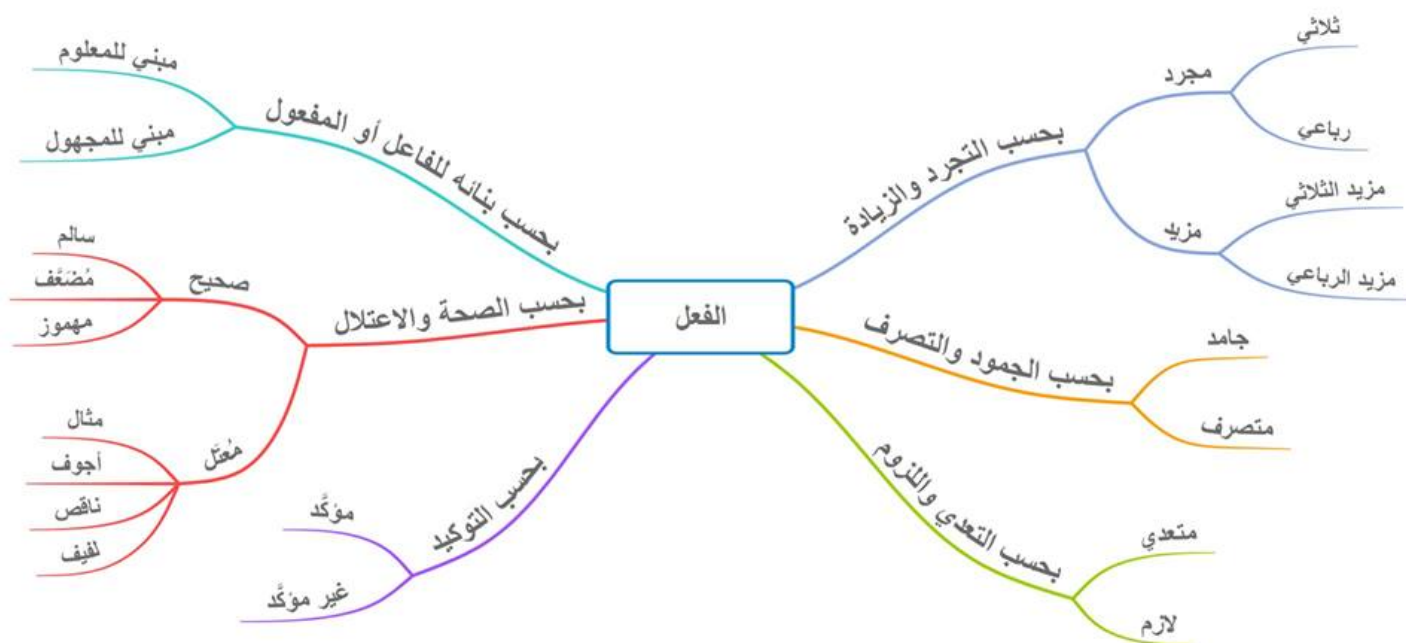 الفعل
بحسب التجرد والزيادة
مجرد
ثلاثي
رباعي
مزيد
مزيد الثلاثي
مزيد الرباعي
بحسب الجمود والتصرف
جامد
متصرف
بحسب التعدي واللزوم
متعدي
لازم
بحسب بنائه للفاعل أو المفعول
مبني للمعلوم
مبني للمجهول
بحسب الصحة والاعتلال
صحيح
سالم
مُضَعَّف
مهموز
مُعتَل
مثال
أجوف
ناقص
لفيف
بحسب التوكيد
مؤكَّد
غير مؤكَّد